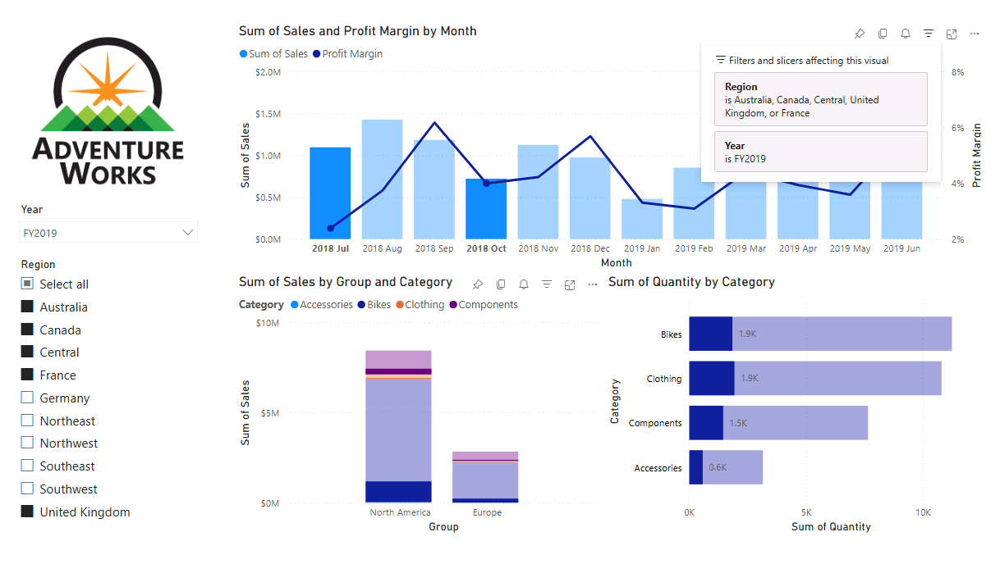 ADVENTURE
WORKS
Year
FY2019
Region
Select all
Australia
Canada
Central
France
Germany
Northeast
Northwest
Southeast
Southwest
United Kingdom
Sum of Sales and Profit Margin by Month
Sum of Sales Profit Margin
Filters and slicers affecting this visual
Region
is Australia, Canada, Central, United
Kingdom, or France
Year
is FY2019
Sum of Sales
$2.0M
$1.5M
$1.0M
$0.5M
$0.0M
8%
6%
4%
2%
Profit Margin
2018 Jul 2018 Aug 2018 Sep 2018 Oct 2018 Nov 2018 Dec 2019 Jan 2019 Feb 2019 Mar 2019 Apr 2019 May 2019 Jun
Month
Sum of Sales by Group and Category
Category Accessories Bikes Clothing Components
Sum of Sales
$10M
$5M
$0M
North America Europe
Group
Sum of Quantity by Category
Category
Bikes 1.9K
Clothing 1.9K
Components 1.5K
Accessories 0.6K
0K 5K 10K
Sum of Quantity